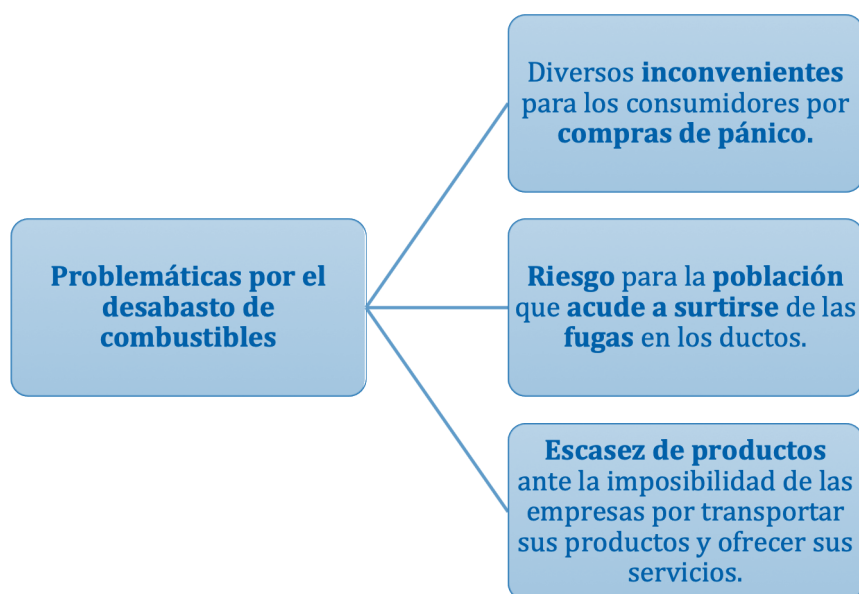 Diversos inconvenientes
para los consumidores por
compras de pánico.
Problemáticas por el
desabasto de
combustibles
Riesgo para la población
que acude a surtirse de las
fugas en los ductos.
Escasez de productos
ante la imposibilidad de las
empresas por transportar
sus productos y ofrecer sus
servicios.